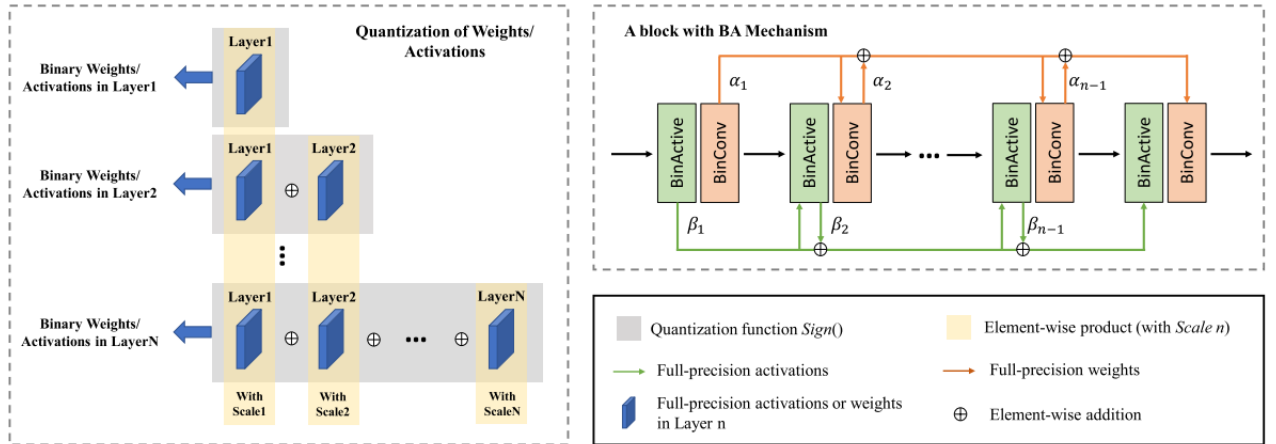 Quantization of Weights/
Activations
Layer1
Binary Weights/
Activations in Layer1
Layer1
Layer2
Binary Weights/
Activations in Layer2
⊕
Layer1
Layer2
LayerN
Binary Weights/
Activations in LayerN
⊕ ⊕ ••• ⊕
With
Scale1
With
Scale2
With
ScaleN
A block with BA Mechanism
⊕ ⊕
α1 α2 αn−1
BinActive BinConv BinActive BinConv ••• BinActive BinConv BinActive BinConv
β1 β2 βn−1
⊕ ⊕
Quantization function Sign()
Element-wise product (with Scale n)
Full-precision activations
Full-precision weights
Full-precision activations or weights
in Layer n
⊕ Element-wise addition